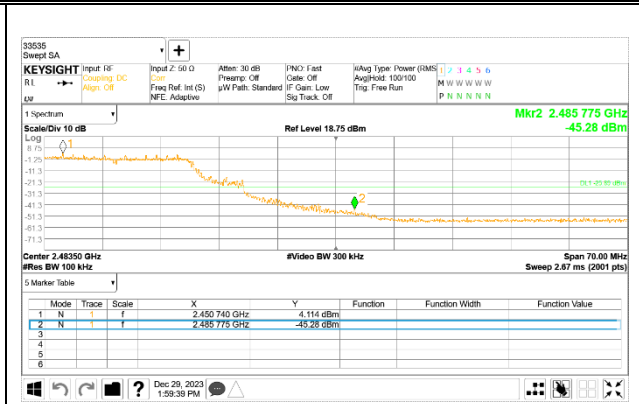 33535
Swept SA
KEYSIGHT Input: RF Input Z: 50 Ω Atten: 30 dB PNO: Fast #Avg Type: Power (RMS 1 2 3 4 5 6
RL Coupling: DC Corr Preamp: Off Gate: Off Avg|Hold: 100/100 M W W W W W
Align: Off Freq Ref: Int (S) µW Path: Standard IF Gain: Low Trig: Free Run
NFE: Adaptive Sig Track: Off P N N N N N
1 Spectrum Mkr2 2.485 775 GHz
Scale/Div 10 dB Ref Level 18.75 dBm -45.28 dBm
Log
8.75 1
-1.25
-11.3
-21.3
-31.3
-41.3 2
-51.3
-61.3
-71.3
Center 2.48350 GHz #Video BW 300 kHz Span 70.00 MHz
#Res BW 100 kHz Sweep 2.67 ms (2001 pts)
5 Marker Table
Mode Trace Scale X Y Function Function Width Function Value
1 N 1 f 2.450 740 GHz 4.114 dBm
2 N 1 f 2.485 775 GHz -45.28 dBm
3
4
5
6
? Dec 29, 2023
1:59:39 PM